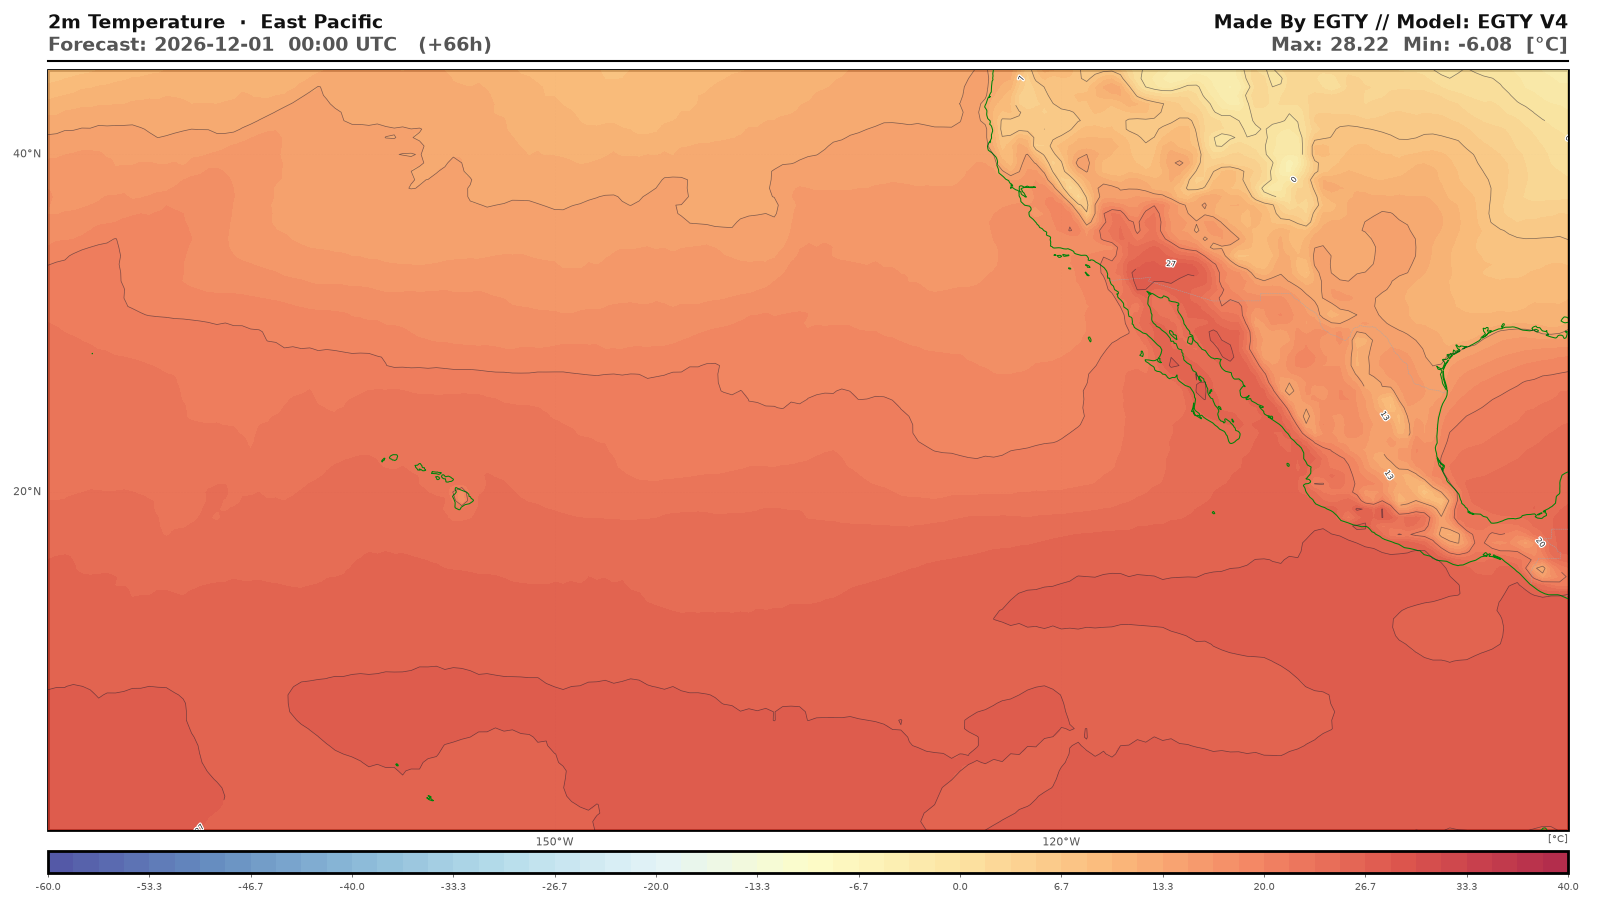 2m Temperature · East Pacific
Made By EGTY // Model: EGTY V4
Forecast: 2026-12-01 00:00 UTC (+66h)
Max: 28.22 Min: -6.08 [°C]
7
40°N
0
27
13
20°N
13
20
150°W
120°W
[°C]
-60.0
-53.3
-46.7
-40.0
-33.3
-26.7
-20.0
-13.3
-6.7
0.0
6.7
13.3
20.0
26.7
33.3
40.0